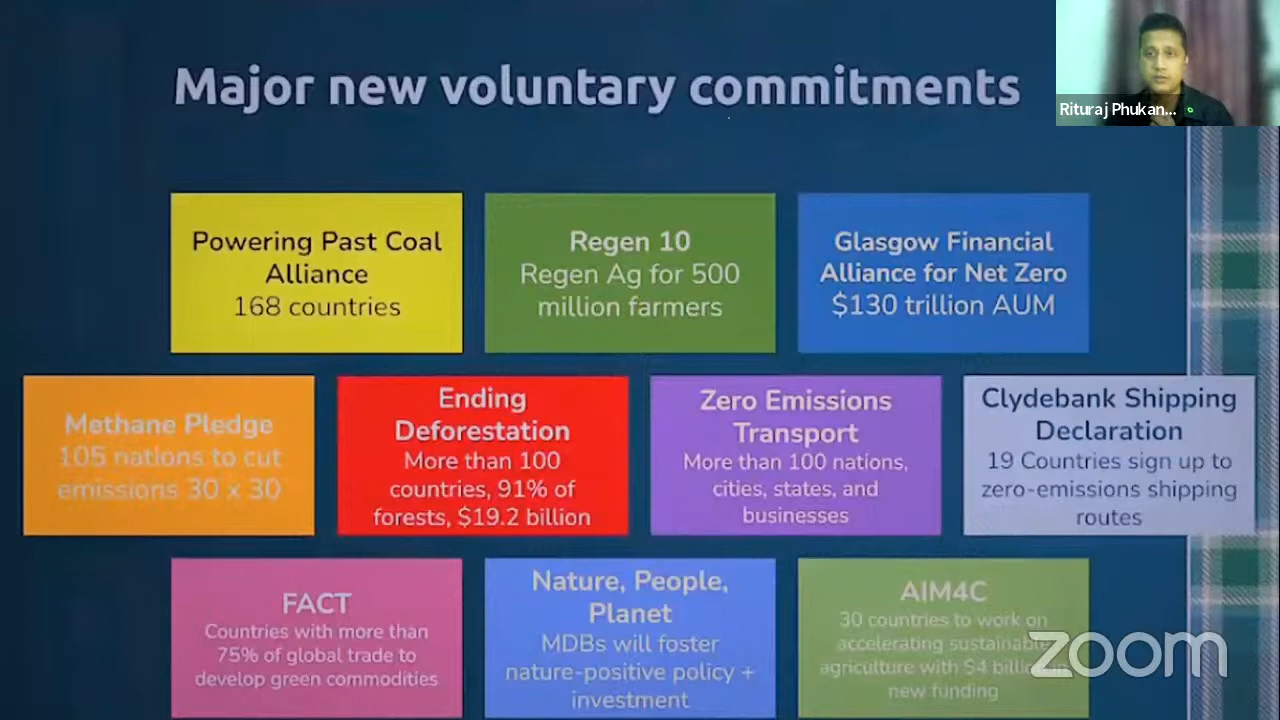 Major new voluntary commitments
Rituraj Phukan...
Powering Past Coal
Alliance
168 countries
Regen 10
Regen Ag for 500
million farmers
Glasgow Financial
Alliance for Net Zero
$130 trillion AUM
Methane Pledge
105 nations to cut
emissions 30 x 30
Ending
Deforestation
More than 100
countries, 91% of
forests, $19.2 billion
Zero Emissions
Transport
More than 100 nations,
cities, states, and
businesses
Clydebank Shipping
Declaration
19 Countries sign up to
zero-emissions shipping
routes
FACT
Countries with more than
75% of global trade to
develop green commodities
Nature, People,
Planet
MDBs will foster
nature-positive policy +
investment
AIM4C
30 countries to work on
accelerating sustainable
agriculture with $4 billion in
new funding
zoom